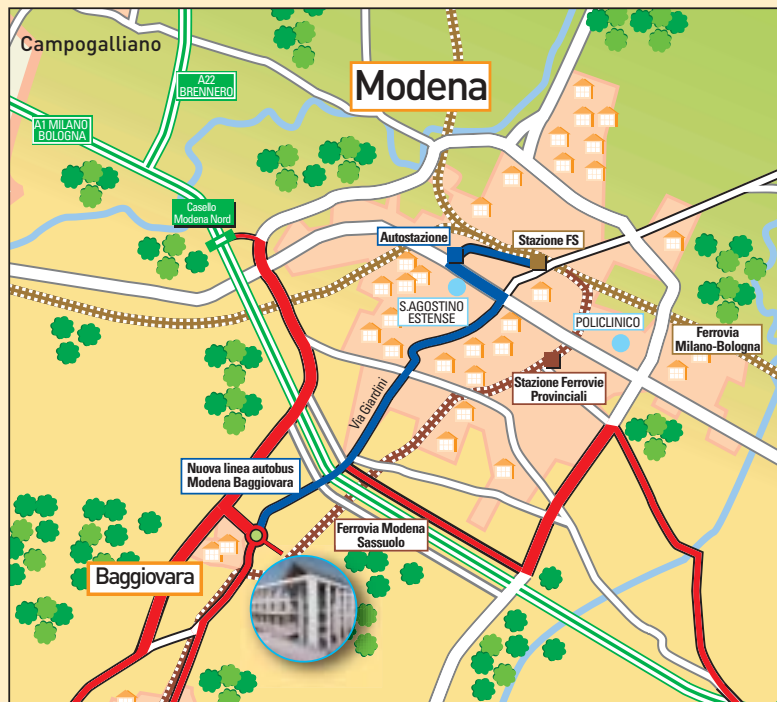 Campogalliano
Modena
A22
BRENNERO
A1 MILANO
BOLOGNA
Casello
Modena Nord
Autostazione
Stazione FS
S.AGOSTINO
ESTENSE
POLICLINICO
Ferrovia
Milano-Bologna
Stazione Ferrovie
Provinciali
Via Giardini
Nuova linea autobus
Modena Baggiovara
Ferrovia Modena
Sassuolo
Baggiovara